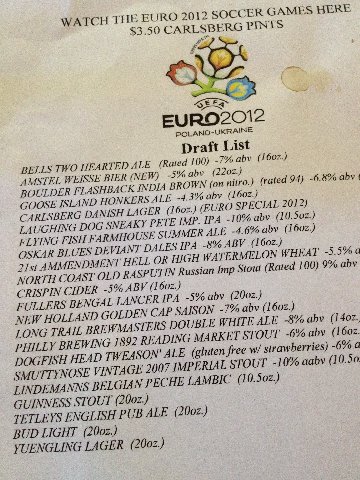 WATCH THE EURO 2012 SOCCER GAMES HERE
$3.50 CARLSBERG PINTS
UEFA
EURO2012
POLAND-UKRAINE
Draft List
BELLS TWO HEARTED ALE (Rated 100) -7% abv (16oz.)
AMSTEL WEISSE BIER (NEW) -5% abv (22oz.)
BOULDER FLASHBACK INDIA BROWN (on nitro.) (rated 94) -6.8% abv (
GOOSE ISLAND HONKERS ALE -4.3% abv (16oz.)
CARLSBERG DANISH LAGER (16oz.) (EURO SPECIAL 2012)
LAUGHING DOG SNEAKY PETE IMP. IPA -10% abv (10.5oz.)
FLYING FISH FARMHOUSE SUMMER ALE -4.6% abv (16oz.)
OSKAR BLUES DEVIANT DALES IPA -8% ABV (16oz.)
21st AMMENDMENT HELL OR HIGH WATERMELON WHEAT -5.5% a
NORTH COAST OLD RASPUTIN Russian Imp Stout (Rated 100) 9% abv
CRISPIN CIDER -5% ABV (16oz.)
FULLERS BENGAL LANCER IPA -5% abv (20oz.)
NEW HOLLAND GOLDEN CAP SAISON -7% abv (16oz.)
LONG TRAIL BREWMASTERS DOUBLE WHITE ALE -8% abv (14oz.
PHILLY BREWING 1892 READING MARKET STOUT -6% abv (16oz.
DOGFISH HEAD TWEASON' ALE (gluten free w/ strawberries) -6% a
SMUTTYNOSE VINTAGE 2007 IMPERIAL STOUT -10% aabv (10.5o
LINDEMANNS BELGIAN PECHE LAMBIC (10.5oz.)
GUINNESS STOUT (20oz.)
TETLEYS ENGLISH PUB ALE (20oz.)
BUD LIGHT (20oz.)
YUENGLING LAGER (20oz.)